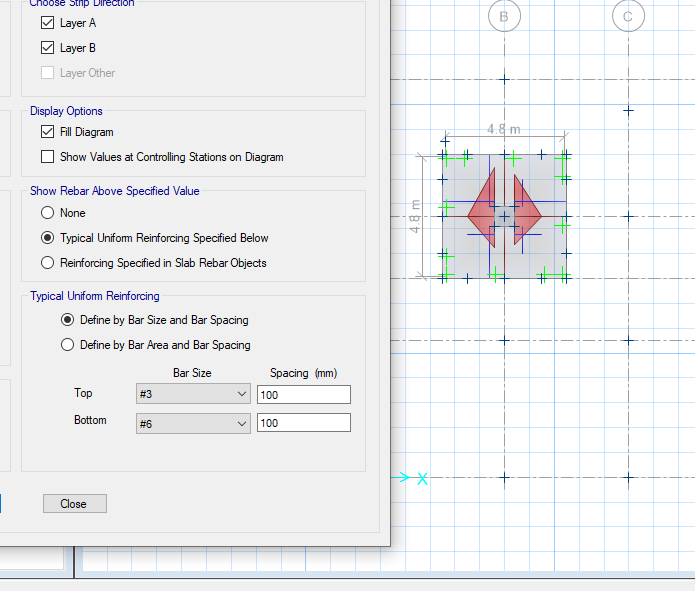 Choose Strip Direction
Layer A
Layer B
Layer Other
Display Options
Fill Diagram
Show Values at Controlling Stations on Diagram
Show Rebar Above Specified Value
None
Typical Uniform Reinforcing Specified Below
Reinforcing Specified in Slab Rebar Objects
Typical Uniform Reinforcing
Define by Bar Size and Bar Spacing
Define by Bar Area and Bar Spacing
Bar Size Spacing (mm)
Top #3 100
Bottom #6 100
Close
B C
4.8 m
4.8 m
X